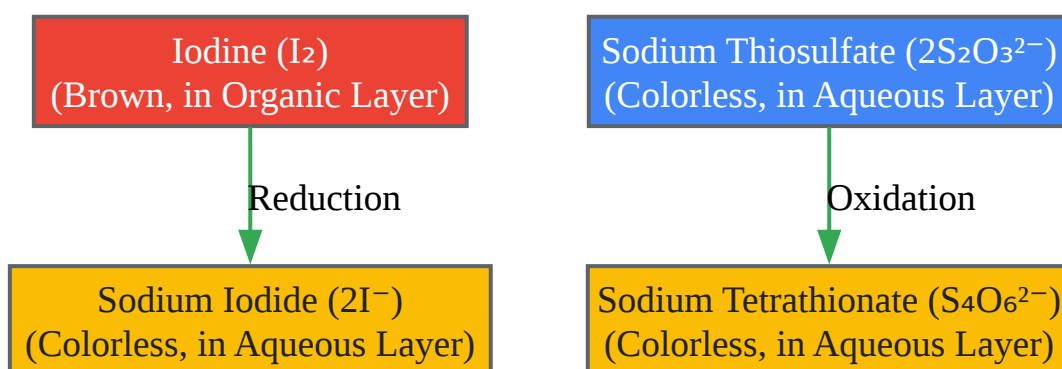 Iodine (I₂)
(Brown, in Organic Layer)
Sodium Thiosulfate (2S₂O₃²⁻)
(Colorless, in Aqueous Layer)
Reduction
Oxidation
Sodium Iodide (2I⁻)
(Colorless, in Aqueous Layer)
Sodium Tetrathionate (S₄O₆²⁻)
(Colorless, in Aqueous Layer)